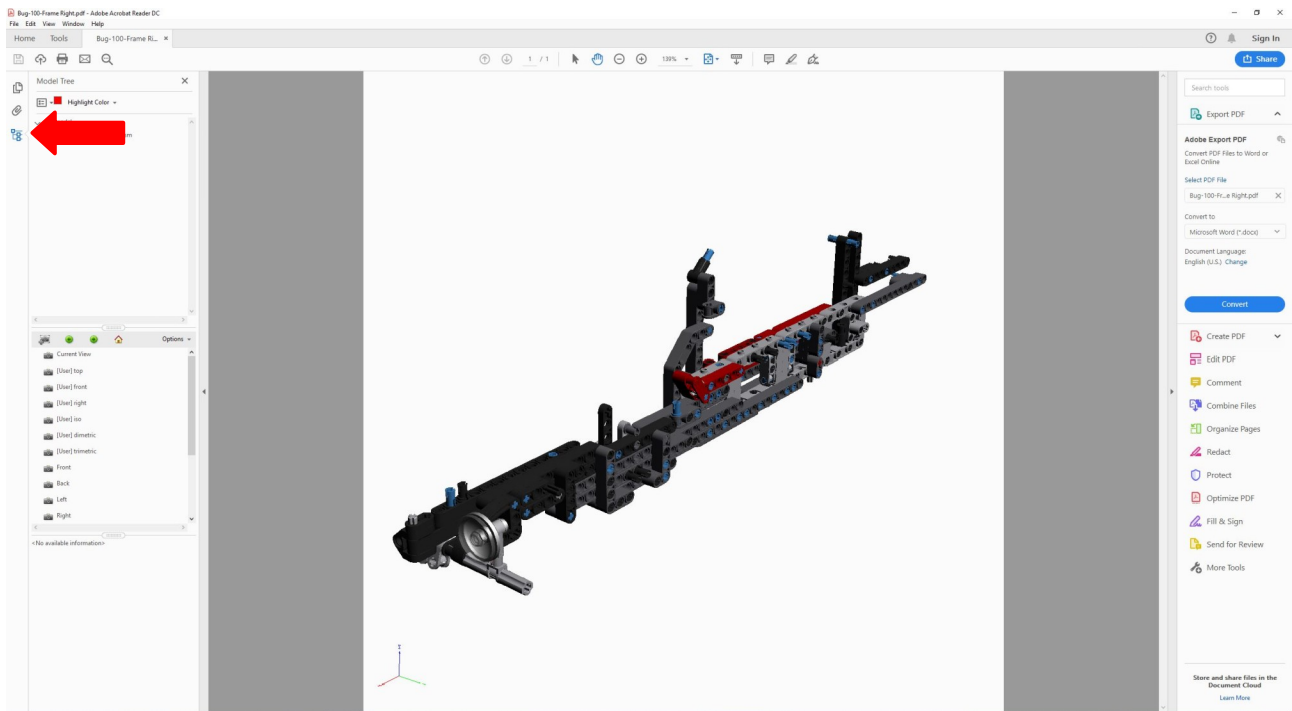 Bug-100-Frame Right.pdf - Adobe Acrobat Reader DC
File Edit View Window Help
Home Tools Bug-100-Frame Ri... ×
Sign In
1 / 1 139%
Share
Model Tree
Highlight Color
Options
Current View
[User] top
[User] front
[User] right
[User] iso
[User] dimetric
[User] trimetric
Front
Back
Left
Right
<No available information>
Z
Search tools
Export PDF
Adobe Export PDF
Convert PDF Files to Word or
Excel Online
Select PDF File
Bug-100-Fr...e Right.pdf
Convert to
Microsoft Word (*.docx)
Document Language:
English (U.S.) Change
Convert
Create PDF
Edit PDF
Comment
Combine Files
Organize Pages
Redact
Protect
Optimize PDF
Fill & Sign
Send for Review
More Tools
Store and share files in the
Document Cloud
Learn More